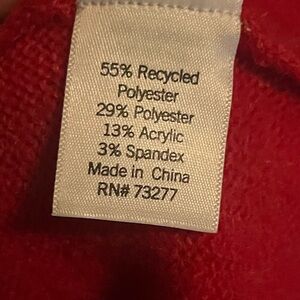 55% Recycled
Polyester
29% Polyester
13% Acrylic
3% Spandex
Made in China
RN# 73277